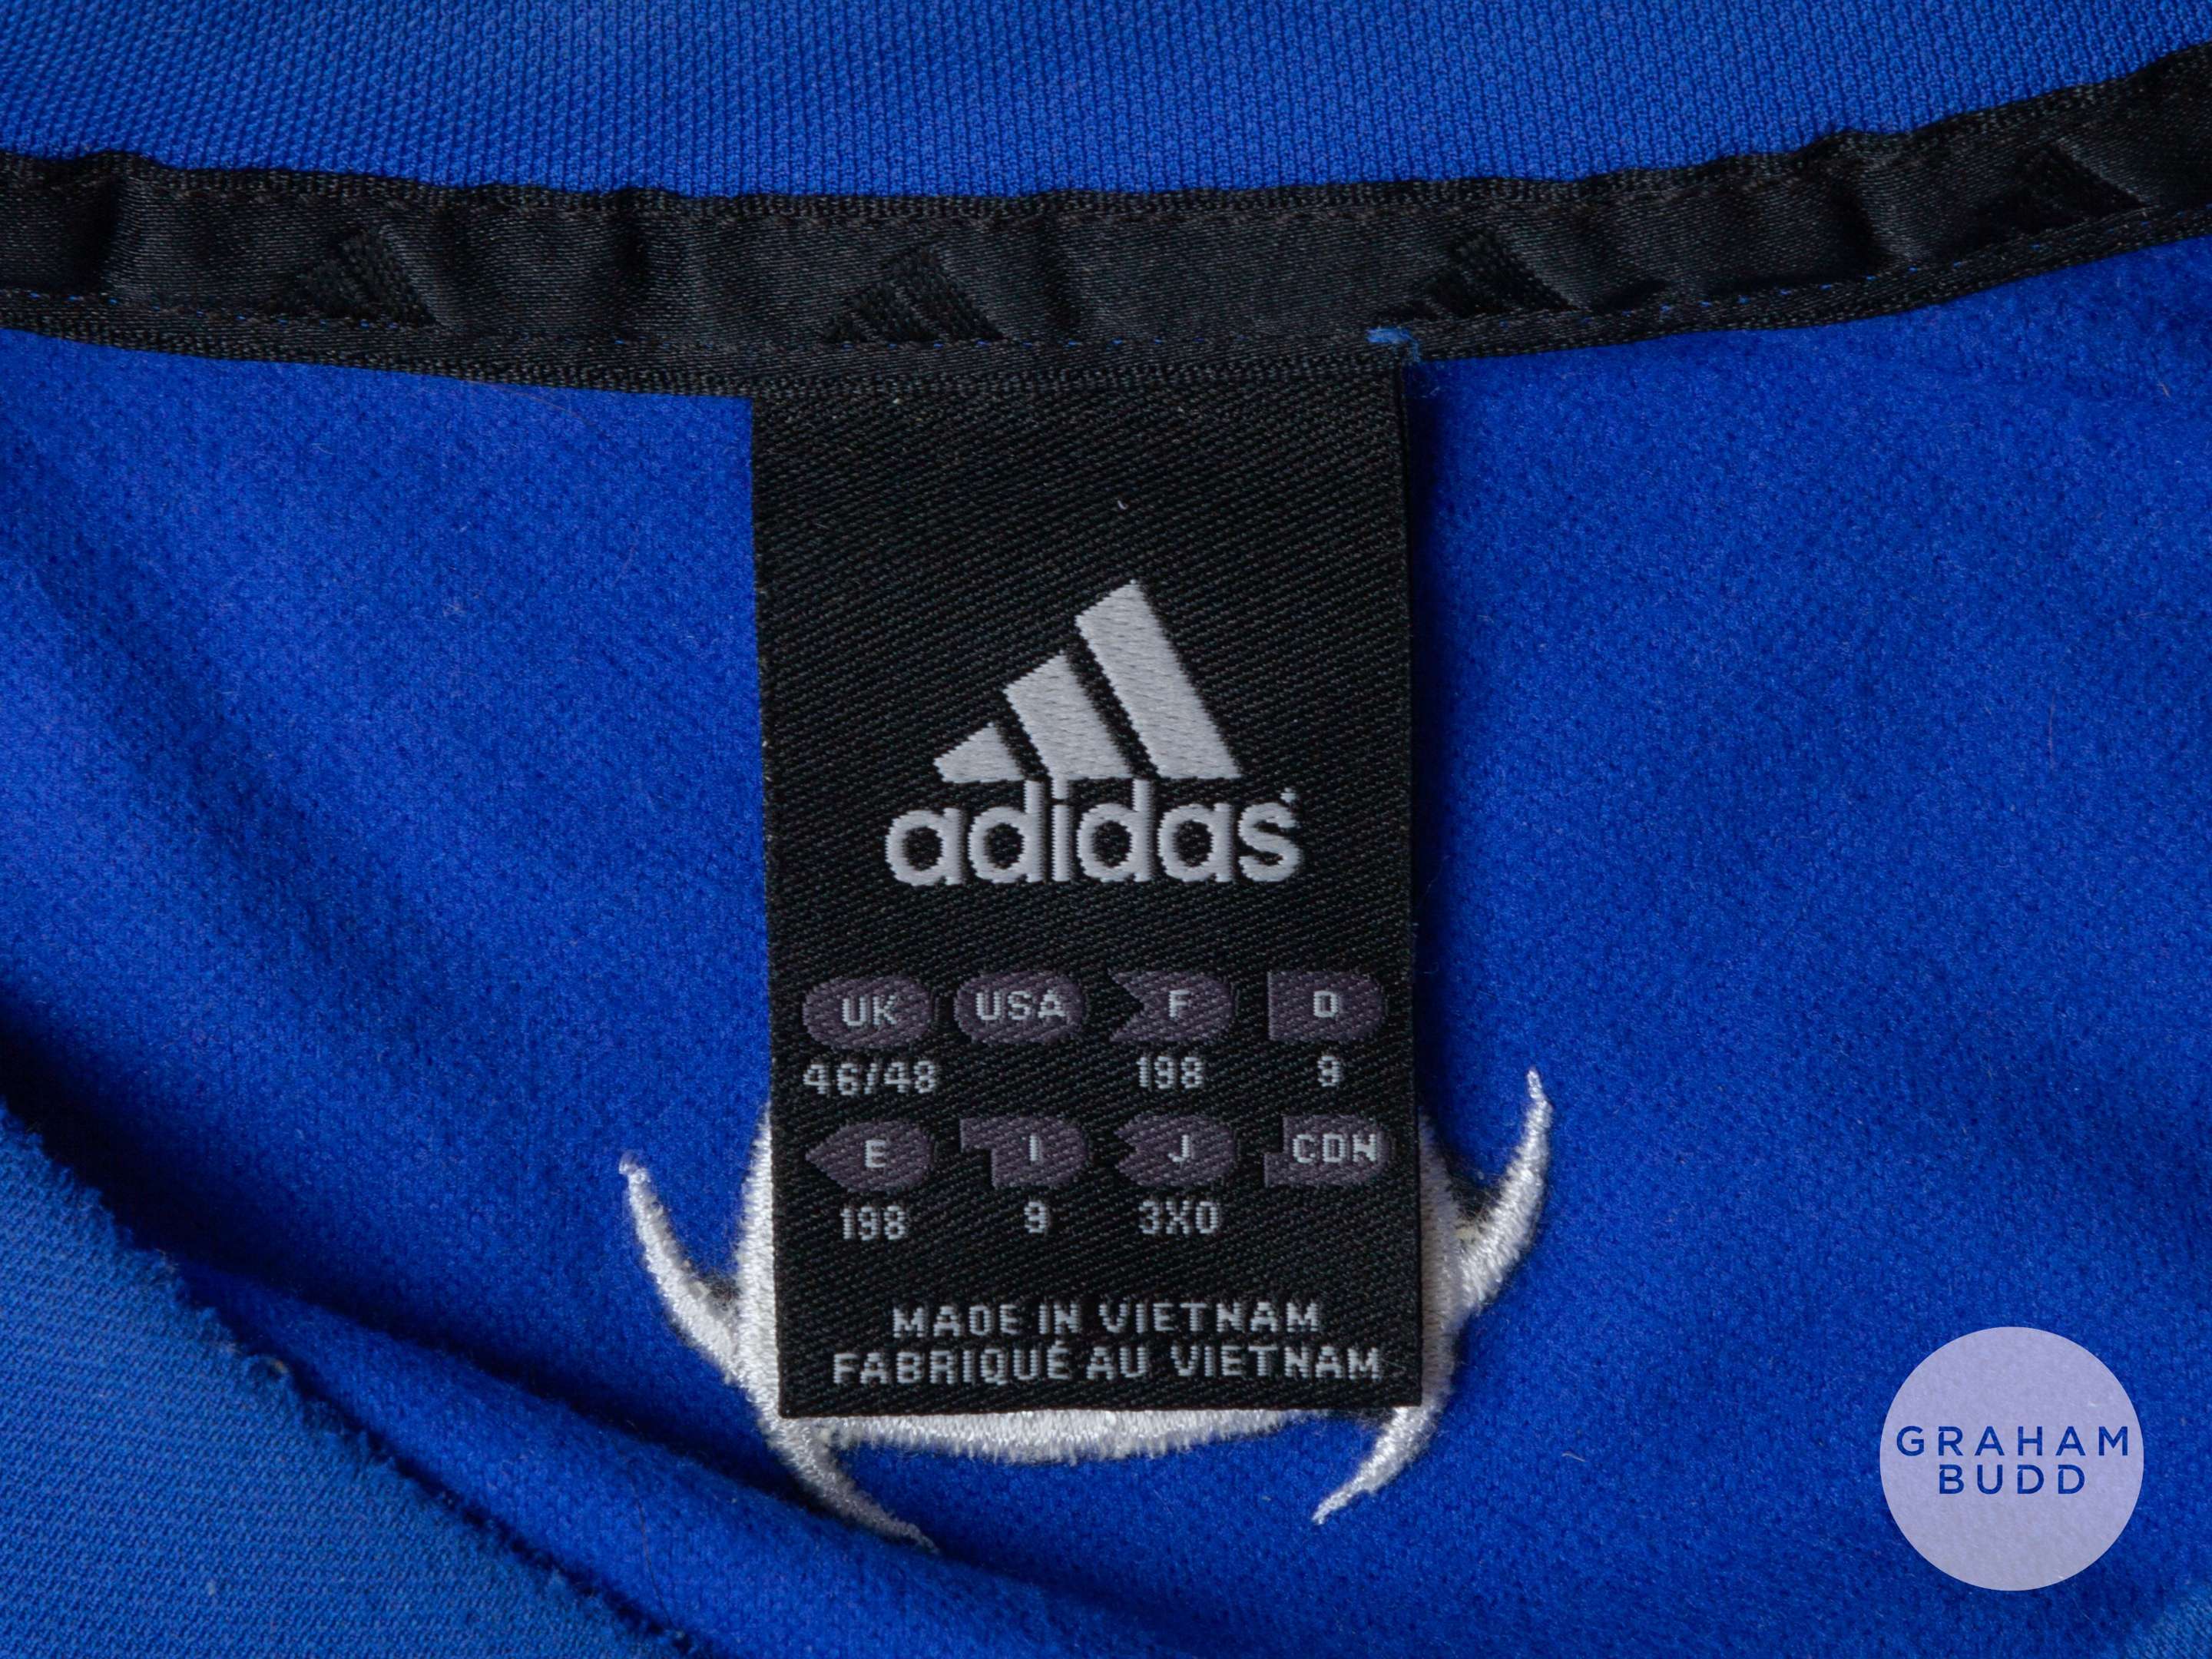 adidas
UK USA F D
46/48 198 9
E I J CDN
198 9 3XO
MADE IN VIETNAM
FABRIQUÉ AU VIETNAM
GRAHAM
BUDD